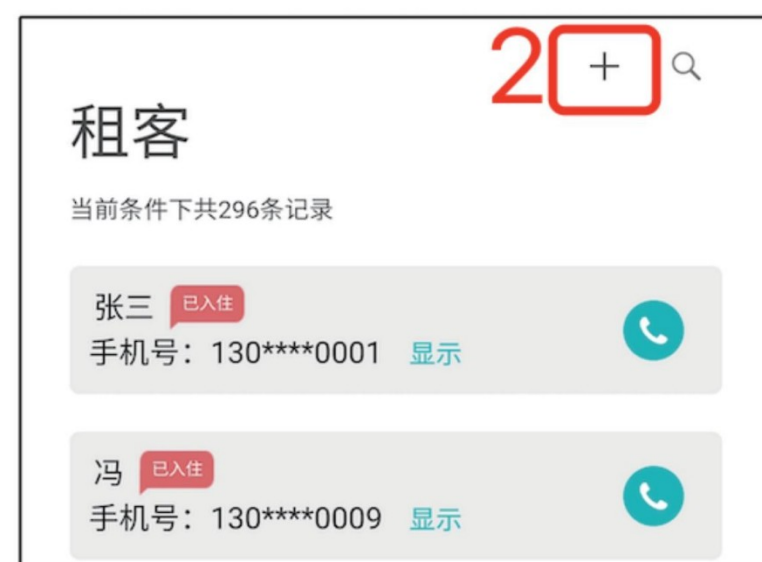 2
租客
当前条件下共296条记录
张三 已入住
手机号：130****0001 显示
冯 已入住
手机号：130****0009 显示